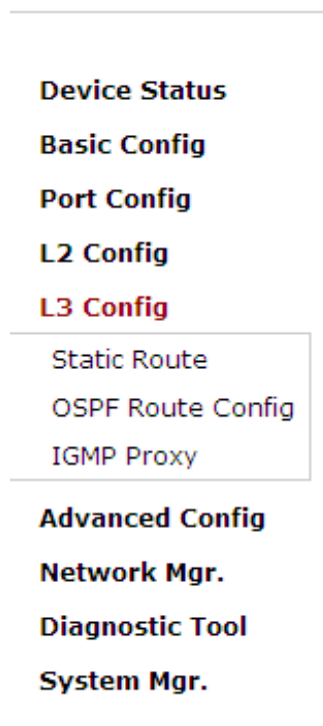 Device Status
Basic Config
Port Config
L2 Config
L3 Config
Static Route
OSPF Route Config
IGMP Proxy
Advanced Config
Network Mgr.
Diagnostic Tool
System Mgr.